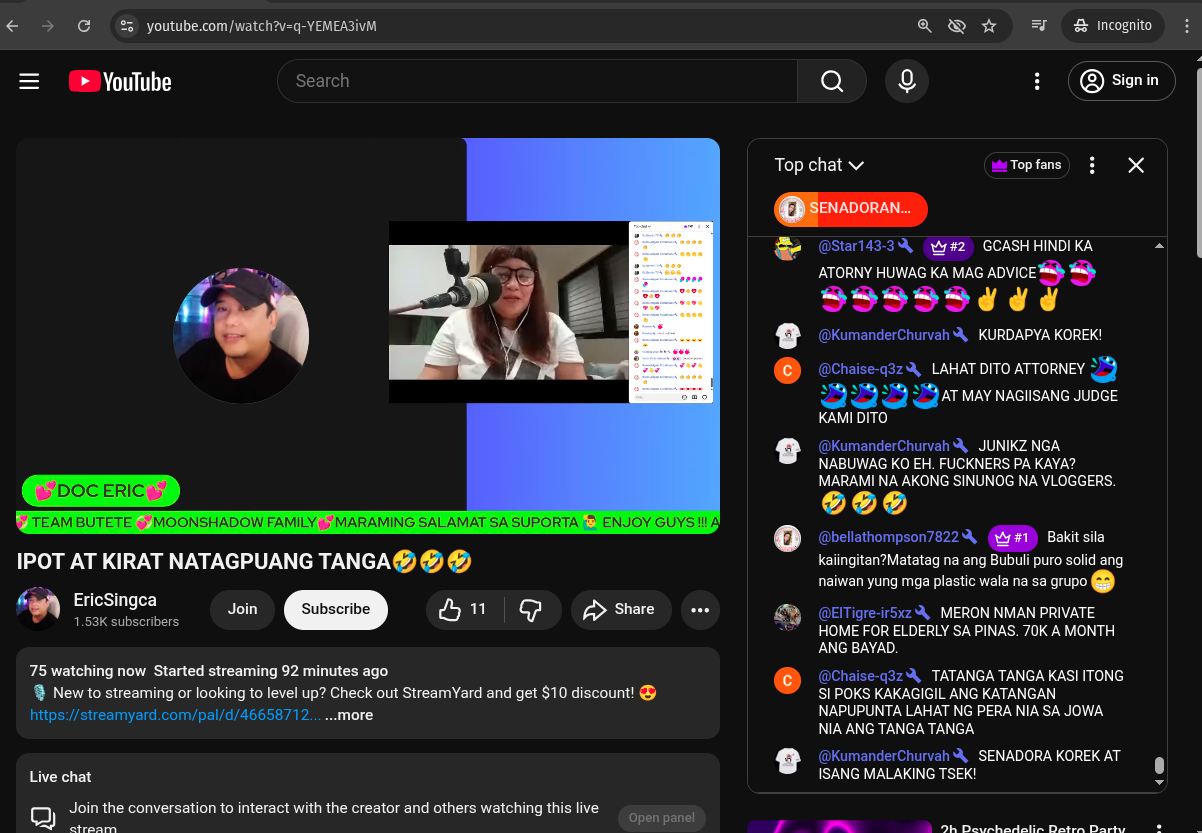 youtube.com/watch?v=q-YEMEA3ivM
Incognito
YouTube
Search
Sign in
💕DOC ERIC💕
💞 TEAM BUTETE 💞MOONSHADOW FAMILY💕MARAMING SALAMAT SA SUPORTA 🙋‍♂️ ENJOY GUYS !!! A
IPOT AT KIRAT NATAGPUANG TANGA🤣🤣🤣
EricSingca
1.53K subscribers
Join
Subscribe
11
Share
75 watching now Started streaming 92 minutes ago
🎙️ New to streaming or looking to level up? Check out StreamYard and get $10 discount! 😍
https://streamyard.com/pal/d/46658712... ...more
Live chat
Join the conversation to interact with the creator and others watching this live
stream
Open panel
Top chat
Top fans
SENADORAN...
@Star143-3 #2 GCASH HINDI KA
ATORNY HUWAG KA MAG ADVICE
✌️✌️✌️
@KumanderChurvah KURDAPYA KOREK!
C
@Chaise-q3z LAHAT DITO ATTORNEY
AT MAY NAGIISANG JUDGE
KAMI DITO
@KumanderChurvah JUNIKZ NGA
NABUWAG KO EH. FUCKNERS PA KAYA?
MARAMI NA AKONG SINUNOG NA VLOGGERS.
🤣🤣🤣
@bellathompson7822 #1 Bakit sila
kaiingitan?Matatag na ang Bubuli puro solid ang
naiwan yung mga plastic wala na sa grupo😁
@ElTigre-ir5xz MERON NMAN PRIVATE
HOME FOR ELDERLY SA PINAS. 70K A MONTH
ANG BAYAD.
C
@Chaise-q3z TATANGA TANGA KASI ITONG
SI POKS KAKAGIGIL ANG KATANGAN
NAPUPUNTA LAHAT NG PERA NIA SA JOWA
NIA ANG TANGA TANGA
@KumanderChurvah SENADORA KOREK AT
ISANG MALAKING TSEK!
2h Psychedelic Retro Party